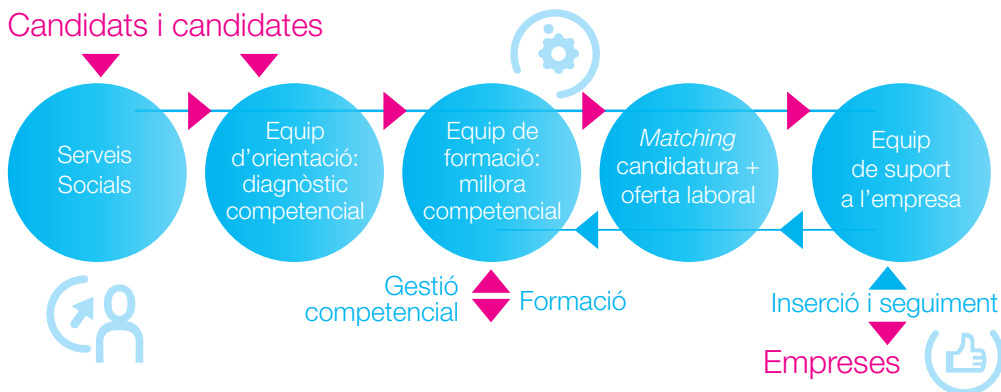 Candidats i candidates
Serveis
Socials
Equip
d'orientació:
diagnòstic
competencial
Equip de
formació:
millora
competencial
Matching
candidatura +
oferta laboral
Equip
de suport
a l'empresa
Gestió
competencial
Formació
Inserció i seguiment
Empreses